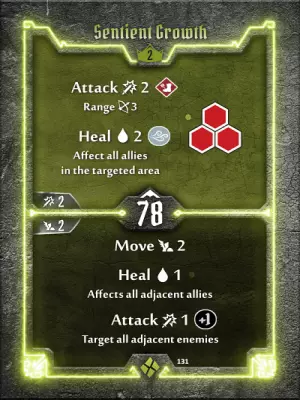 Sentient Growth
2
Attack 2
Range 3
Heal 2
Affect all allies
in the targeted area
2
78
2
Move 2
Heal 1
Affects all adjacent allies
Attack 1 +1
Target all adjacent enemies
131